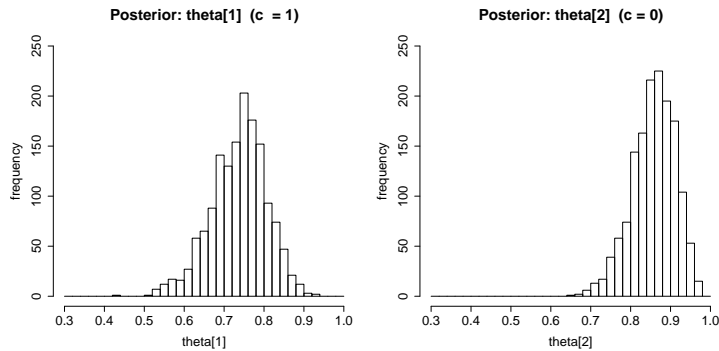 Posterior: theta[1] (c = 1)
frequency
250
200
150
100
50
0
0.3 0.4 0.5 0.6 0.7 0.8 0.9 1.0
theta[1]
Posterior: theta[2] (c = 0)
frequency
250
200
150
100
50
0
0.3 0.4 0.5 0.6 0.7 0.8 0.9 1.0
theta[2]